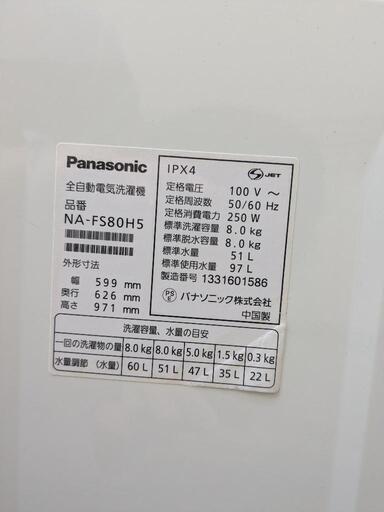 Panasonic
全自動電気洗濯機
品番
NA-FS80H5
外形寸法
幅 599 mm
奥行 626 mm
高さ 971 mm
IPX4
JET
定格電圧 100 V ～
定格周波数 50/60 Hz
定格消費電力 250 W
標準洗濯容量 8.0 kg
標準脱水容量 8.0 kg
標準水量 51 L
標準使用水量 97 L
製造番号 1331601586
PS E パナソニック株式会社
中国製
洗濯容量、水量の目安
一回の洗濯物の量 8.0 kg 8.0 kg 5.0 kg 1.5 kg 0.3 kg
水量調節（水量） 60 L 51 L 47 L 35 L 22 L